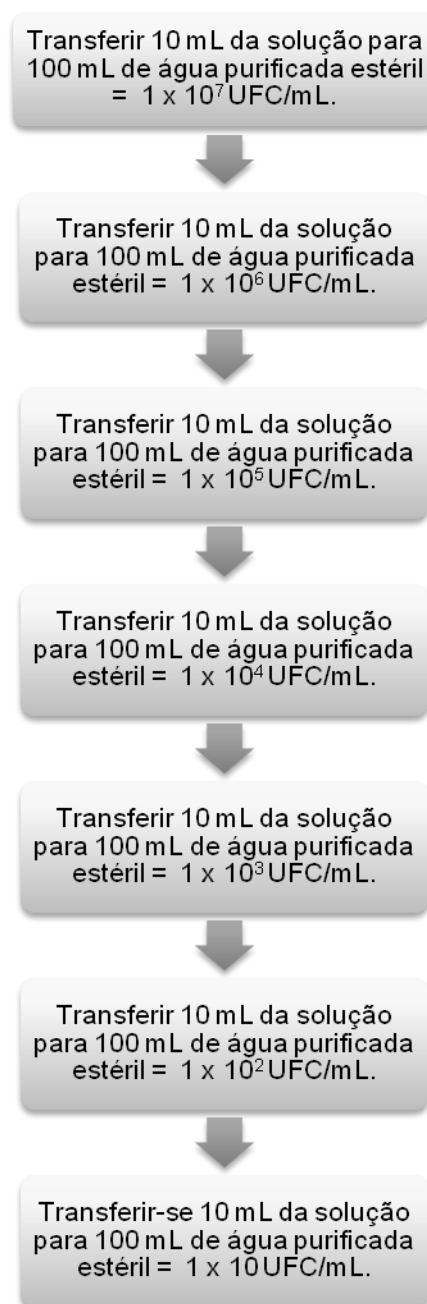 Transferir 10 mL da solução para
100 mL de água purificada estéril
= 1 x 10⁷ UFC/mL.
Transferir 10 mL da solução
para 100 mL de água purificada
estéril = 1 x 10⁶ UFC/mL.
Transferir 10 mL da solução
para 100 mL de água purificada
estéril = 1 x 10⁵ UFC/mL.
Transferir 10 mL da solução
para 100 mL de água purificada
estéril = 1 x 10⁴ UFC/mL.
Transferir 10 mL da solução
para 100 mL de água purificada
estéril = 1 x 10³ UFC/mL.
Transferir 10 mL da solução
para 100 mL de água purificada
estéril = 1 x 10² UFC/mL.
Transferir-se 10 mL da solução
para 100 mL de água purificada
estéril = 1 x 10 UFC/mL.